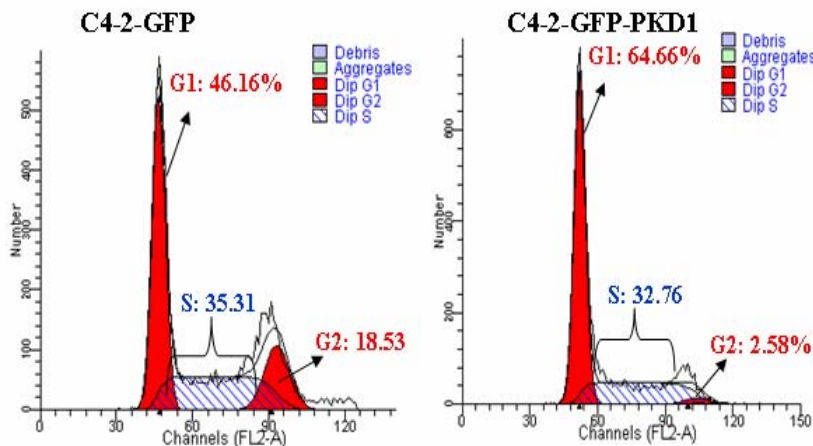 C4-2-GFP
Debris
Aggregates
Dip G1
Dip G2
Dip S
G1: 46.16%
S: 35.31
G2: 18.53
Number
0 100 200 300 400 500
0 30 60 90 120
Channels (FL2-A)
C4-2-GFP-PKD1
Debris
Aggregates
Dip G1
Dip G2
Dip S
G1: 64.66%
S: 32.76
G2: 2.58%
Number
0 200 400 600
0 30 60 90 120 150
Channels (FL2-A)